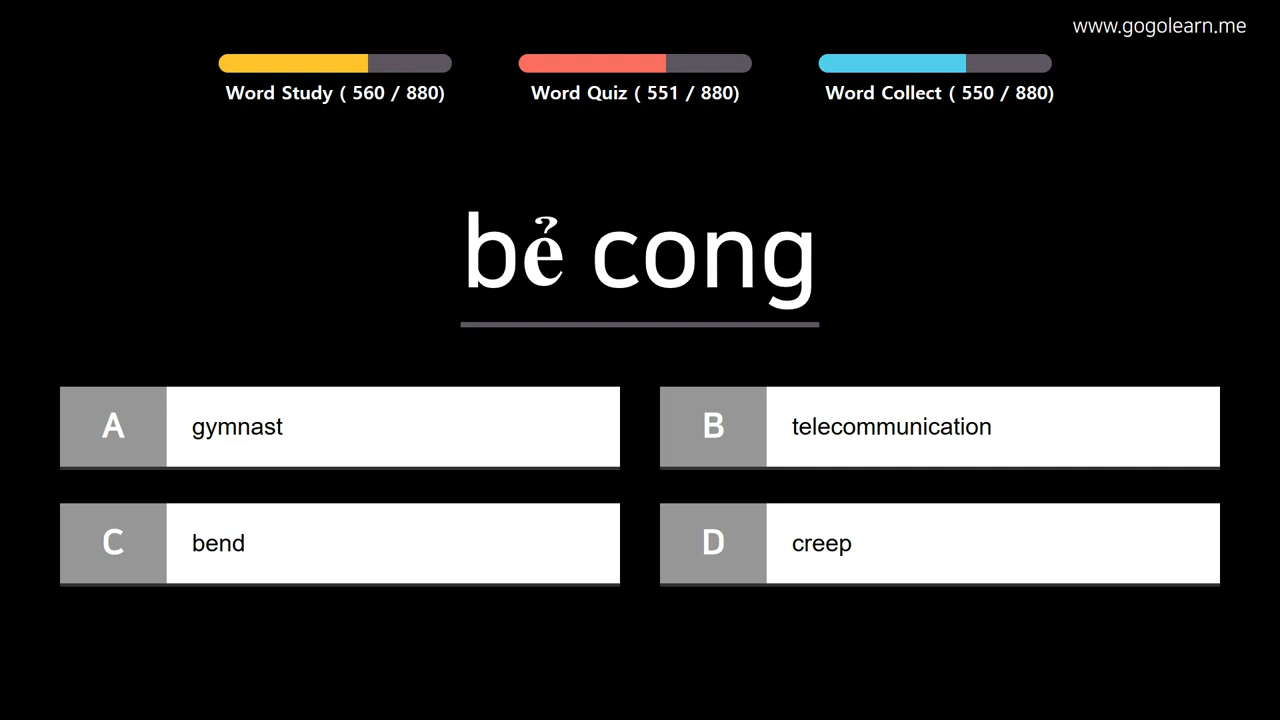 www.gogolearn.me
Word Study ( 560 / 880)
Word Quiz ( 551 / 880)
Word Collect ( 550 / 880)
bẻ cong
A
gymnast
B
telecommunication
C
bend
D
creep